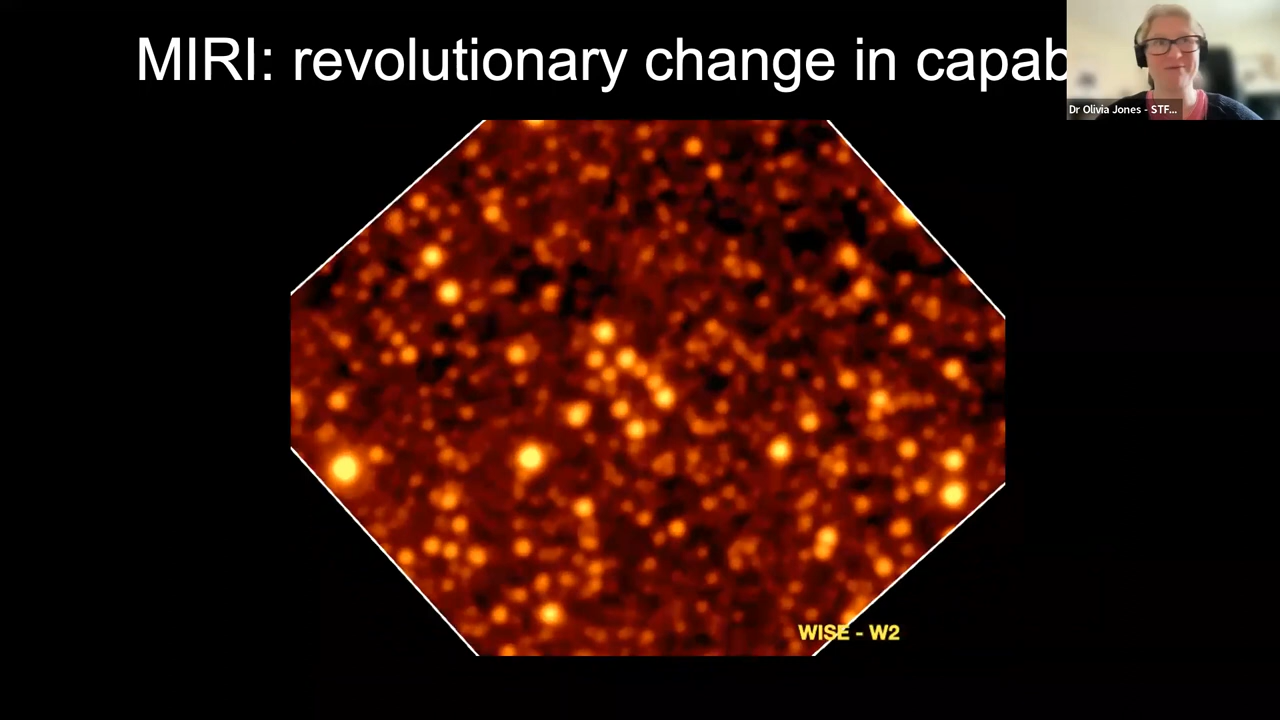 MIRI: revolutionary change in capab
Dr Olivia Jones - STF...
WISE - W2